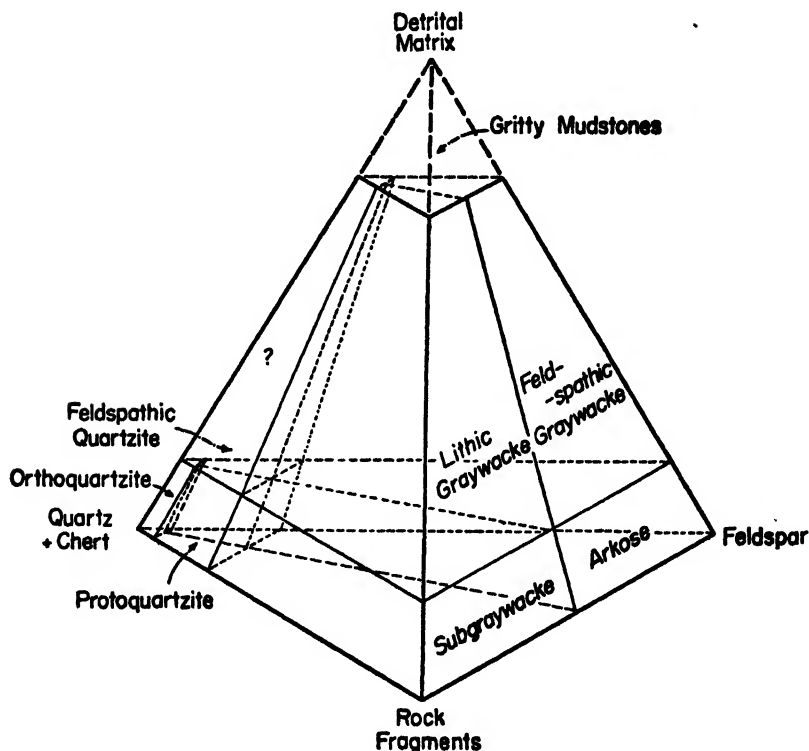 Detrital
Matrix
Gritty Mudstones
?
?
Feld-
-spathic
Graywacke
Lithic
Graywacke
Feldspathic
Quartzite
Orthoquartzite
Quartz
+ Chert
Feldspar
Arkose
Protoquartzite
Subgraywacke
Rock
Fragments